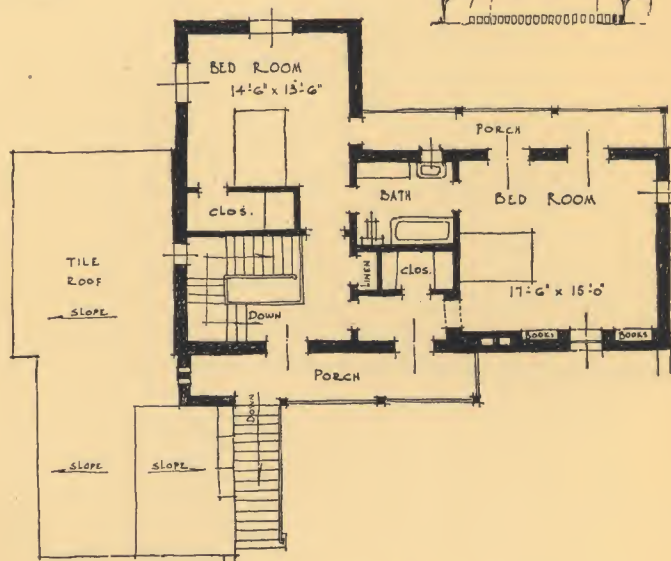 BED ROOM
14'-6" x 13'-6"
PORCH
CLOS.
BATH
BED ROOM
TILE
ROOF
SLOPE
LINEN
CLOS.
17'-6" x 15'-0"
DOWN
BOOKS
BOOKS
PORCH
DOWN
SLOPE
SLOPE